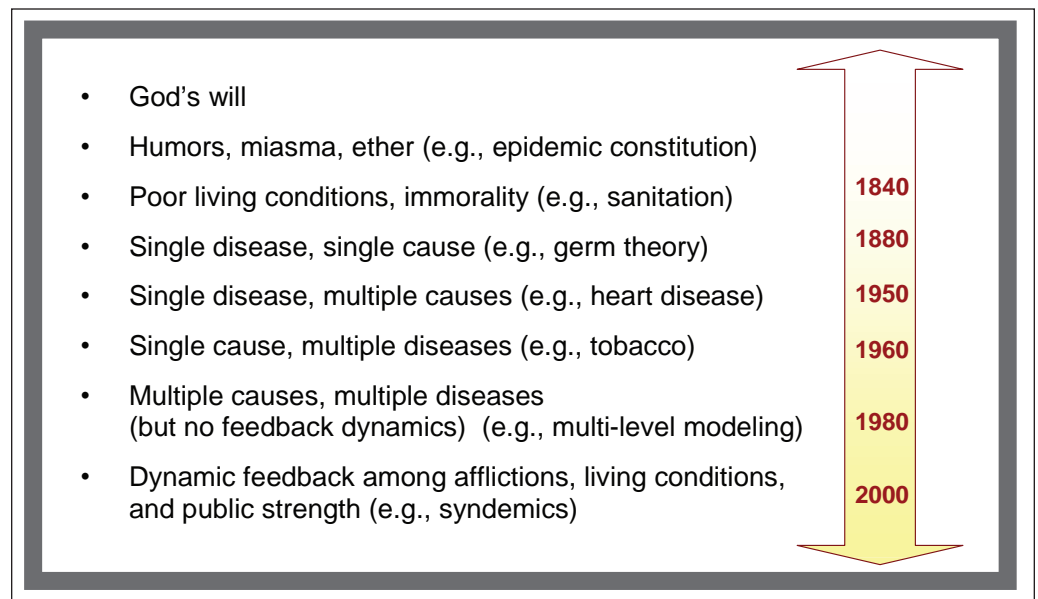 • God’s will
• Humors, miasma, ether (e.g., epidemic constitution)
• Poor living conditions, immorality (e.g., sanitation)
1840
• Single disease, single cause (e.g., germ theory)
1880
• Single disease, multiple causes (e.g., heart disease)
1950
• Single cause, multiple diseases (e.g., tobacco)
1960
• Multiple causes, multiple diseases
(but no feedback dynamics)  (e.g., multi-level modeling)
1980
• Dynamic feedback among afflictions, living conditions,
and public strength (e.g., syndemics)
2000